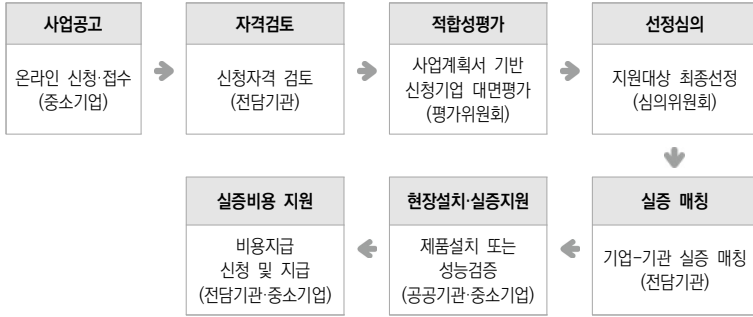 사업공고
온라인 신청·접수
(중소기업)
자격검토
신청자격 검토
(전담기관)
적합성평가
사업계획서 기반
신청기업 대면평가
(평가위원회)
선정심의
지원대상 최종선정
(심의위원회)
실증 매칭
기업-기관 실증 매칭
(전담기관)
현장설치·실증지원
제품설치 또는
성능검증
(공공기관·중소기업)
실증비용 지원
비용지급
신청 및 지급
(전담기관·중소기업)